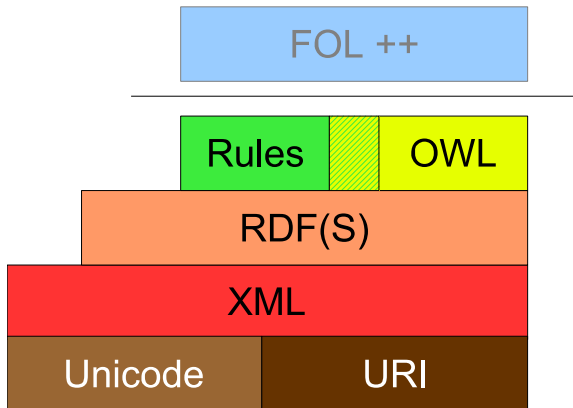 FOL ++
Rules OWL
RDF(S)
XML
Unicode URI